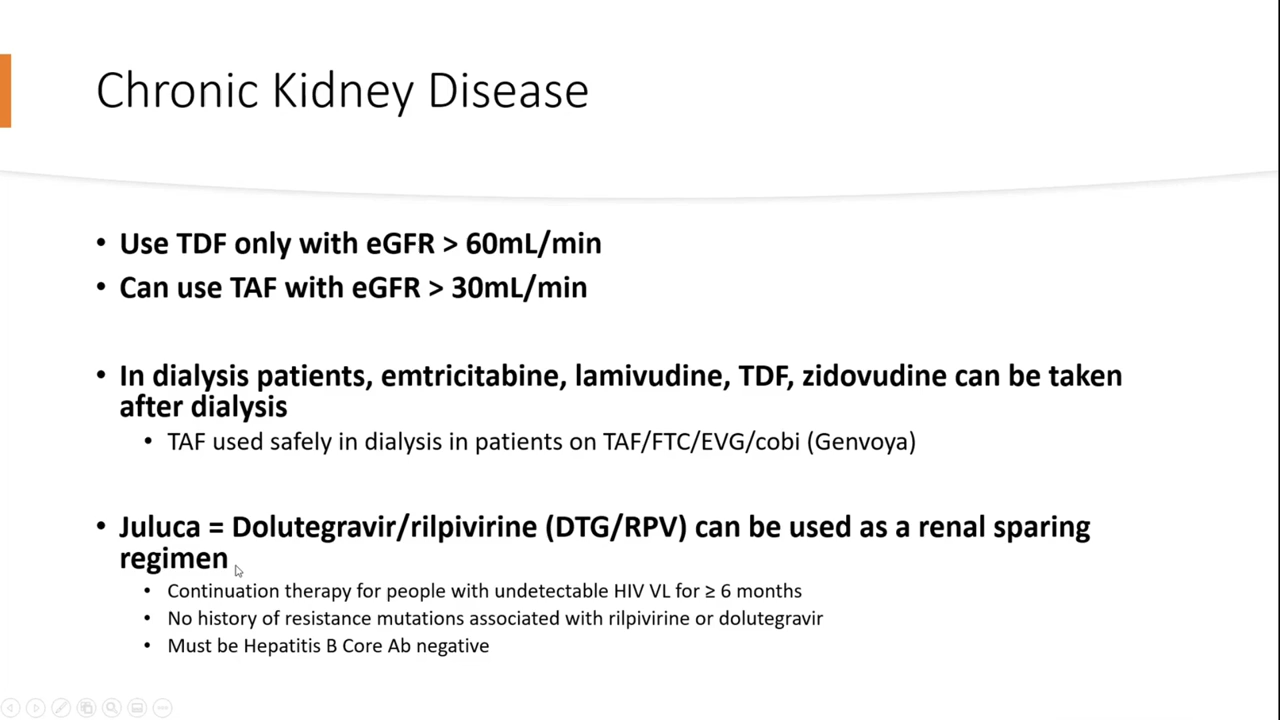 Chronic Kidney Disease
• Use TDF only with eGFR > 60mL/min
• Can use TAF with eGFR > 30mL/min
• In dialysis patients, emtricitabine, lamivudine, TDF, zidovudine can be taken
after dialysis
• TAF used safely in dialysis in patients on TAF/FTC/EVG/cobi (Genvoya)
• Juluca = Dolutegravir/rilpivirine (DTG/RPV) can be used as a renal sparing
regimen
• Continuation therapy for people with undetectable HIV VL for ≥ 6 months
• No history of resistance mutations associated with rilpivirine or dolutegravir
• Must be Hepatitis B Core Ab negative